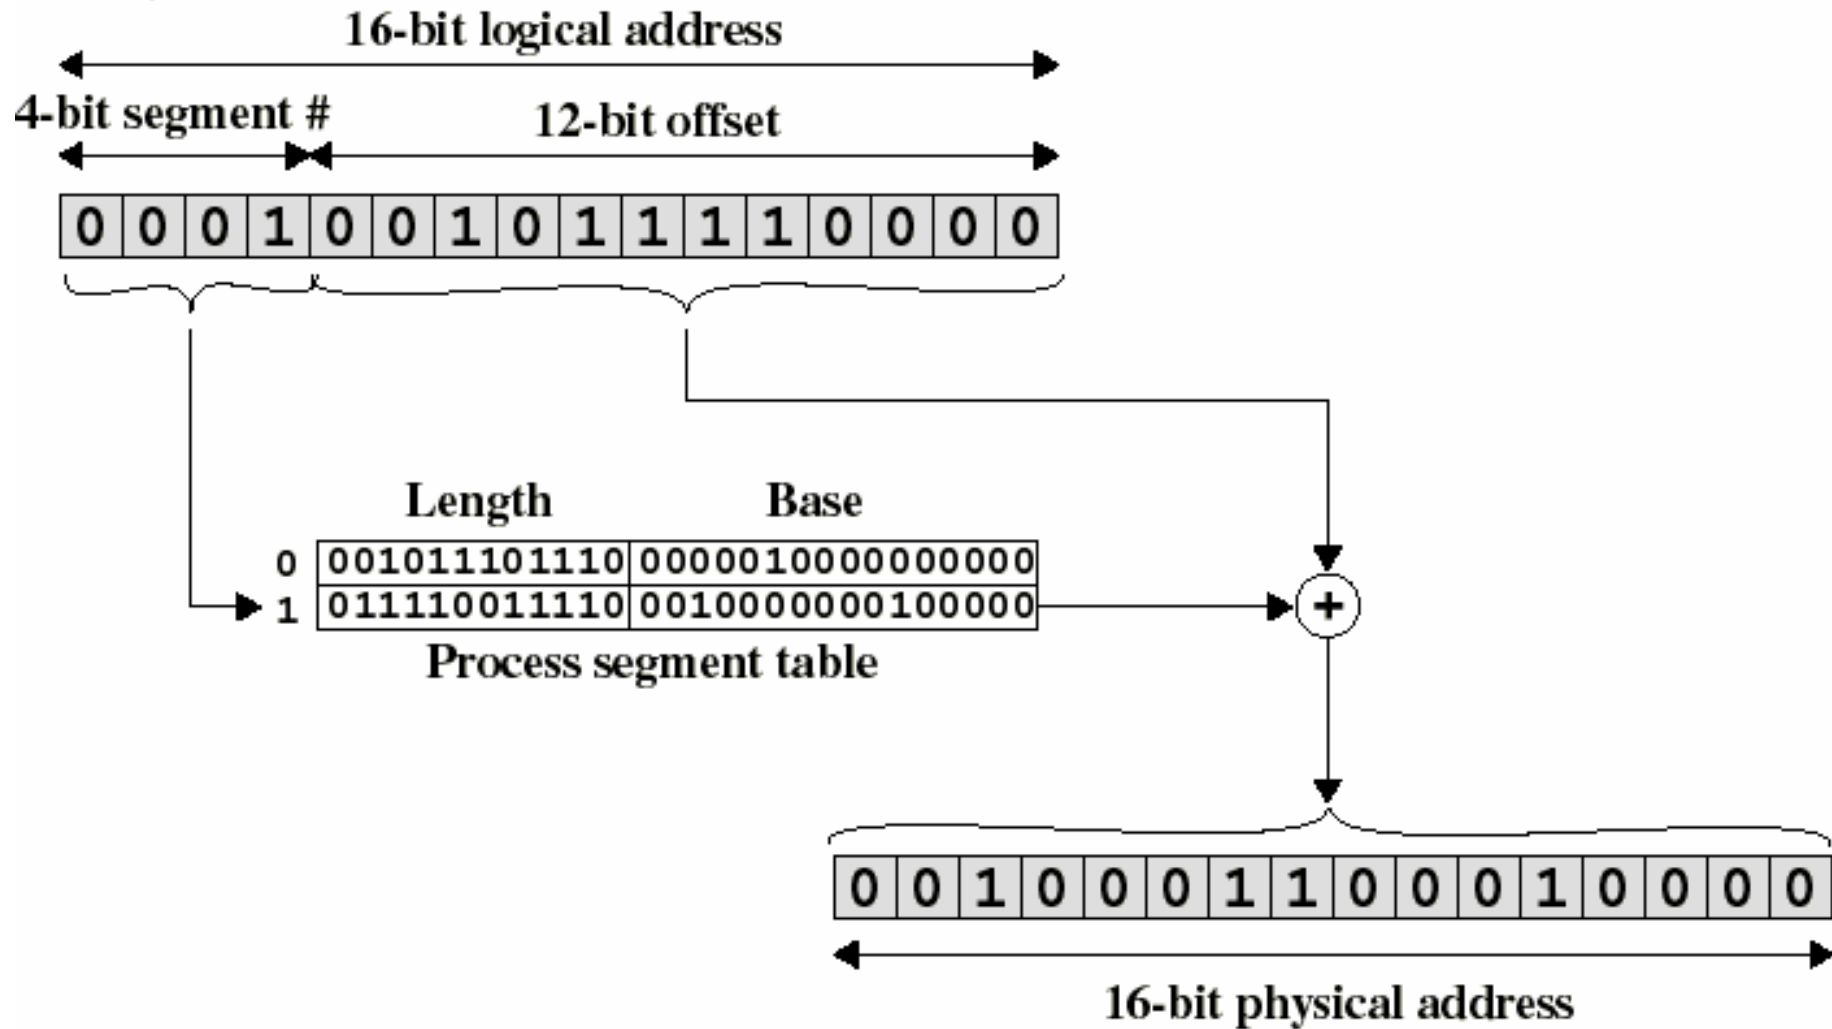 16-bit logical address
4-bit segment # 12-bit offset
0 0 0 1 0 0 1 0 1 1 1 1 0 0 0 0
Length Base
0 001011101110 0000010000000000
1 011110011110 0010000000100000
+
Process segment table
0 0 1 0 0 0 1 1 0 0 0 1 0 0 0 0
16-bit physical address